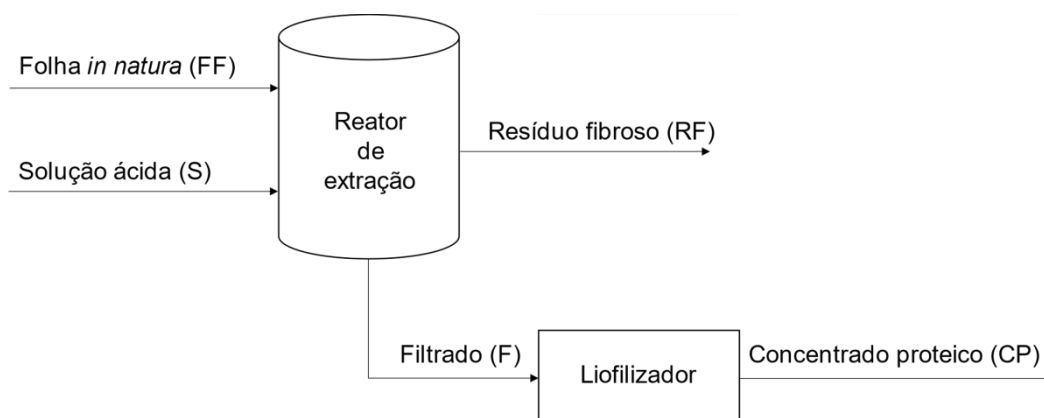 Folha in natura (FF)
Solução ácida (S)
Reator
de
extração
Resíduo fibroso (RF)
Filtrado (F)
Liofilizador
Concentrado proteico (CP)